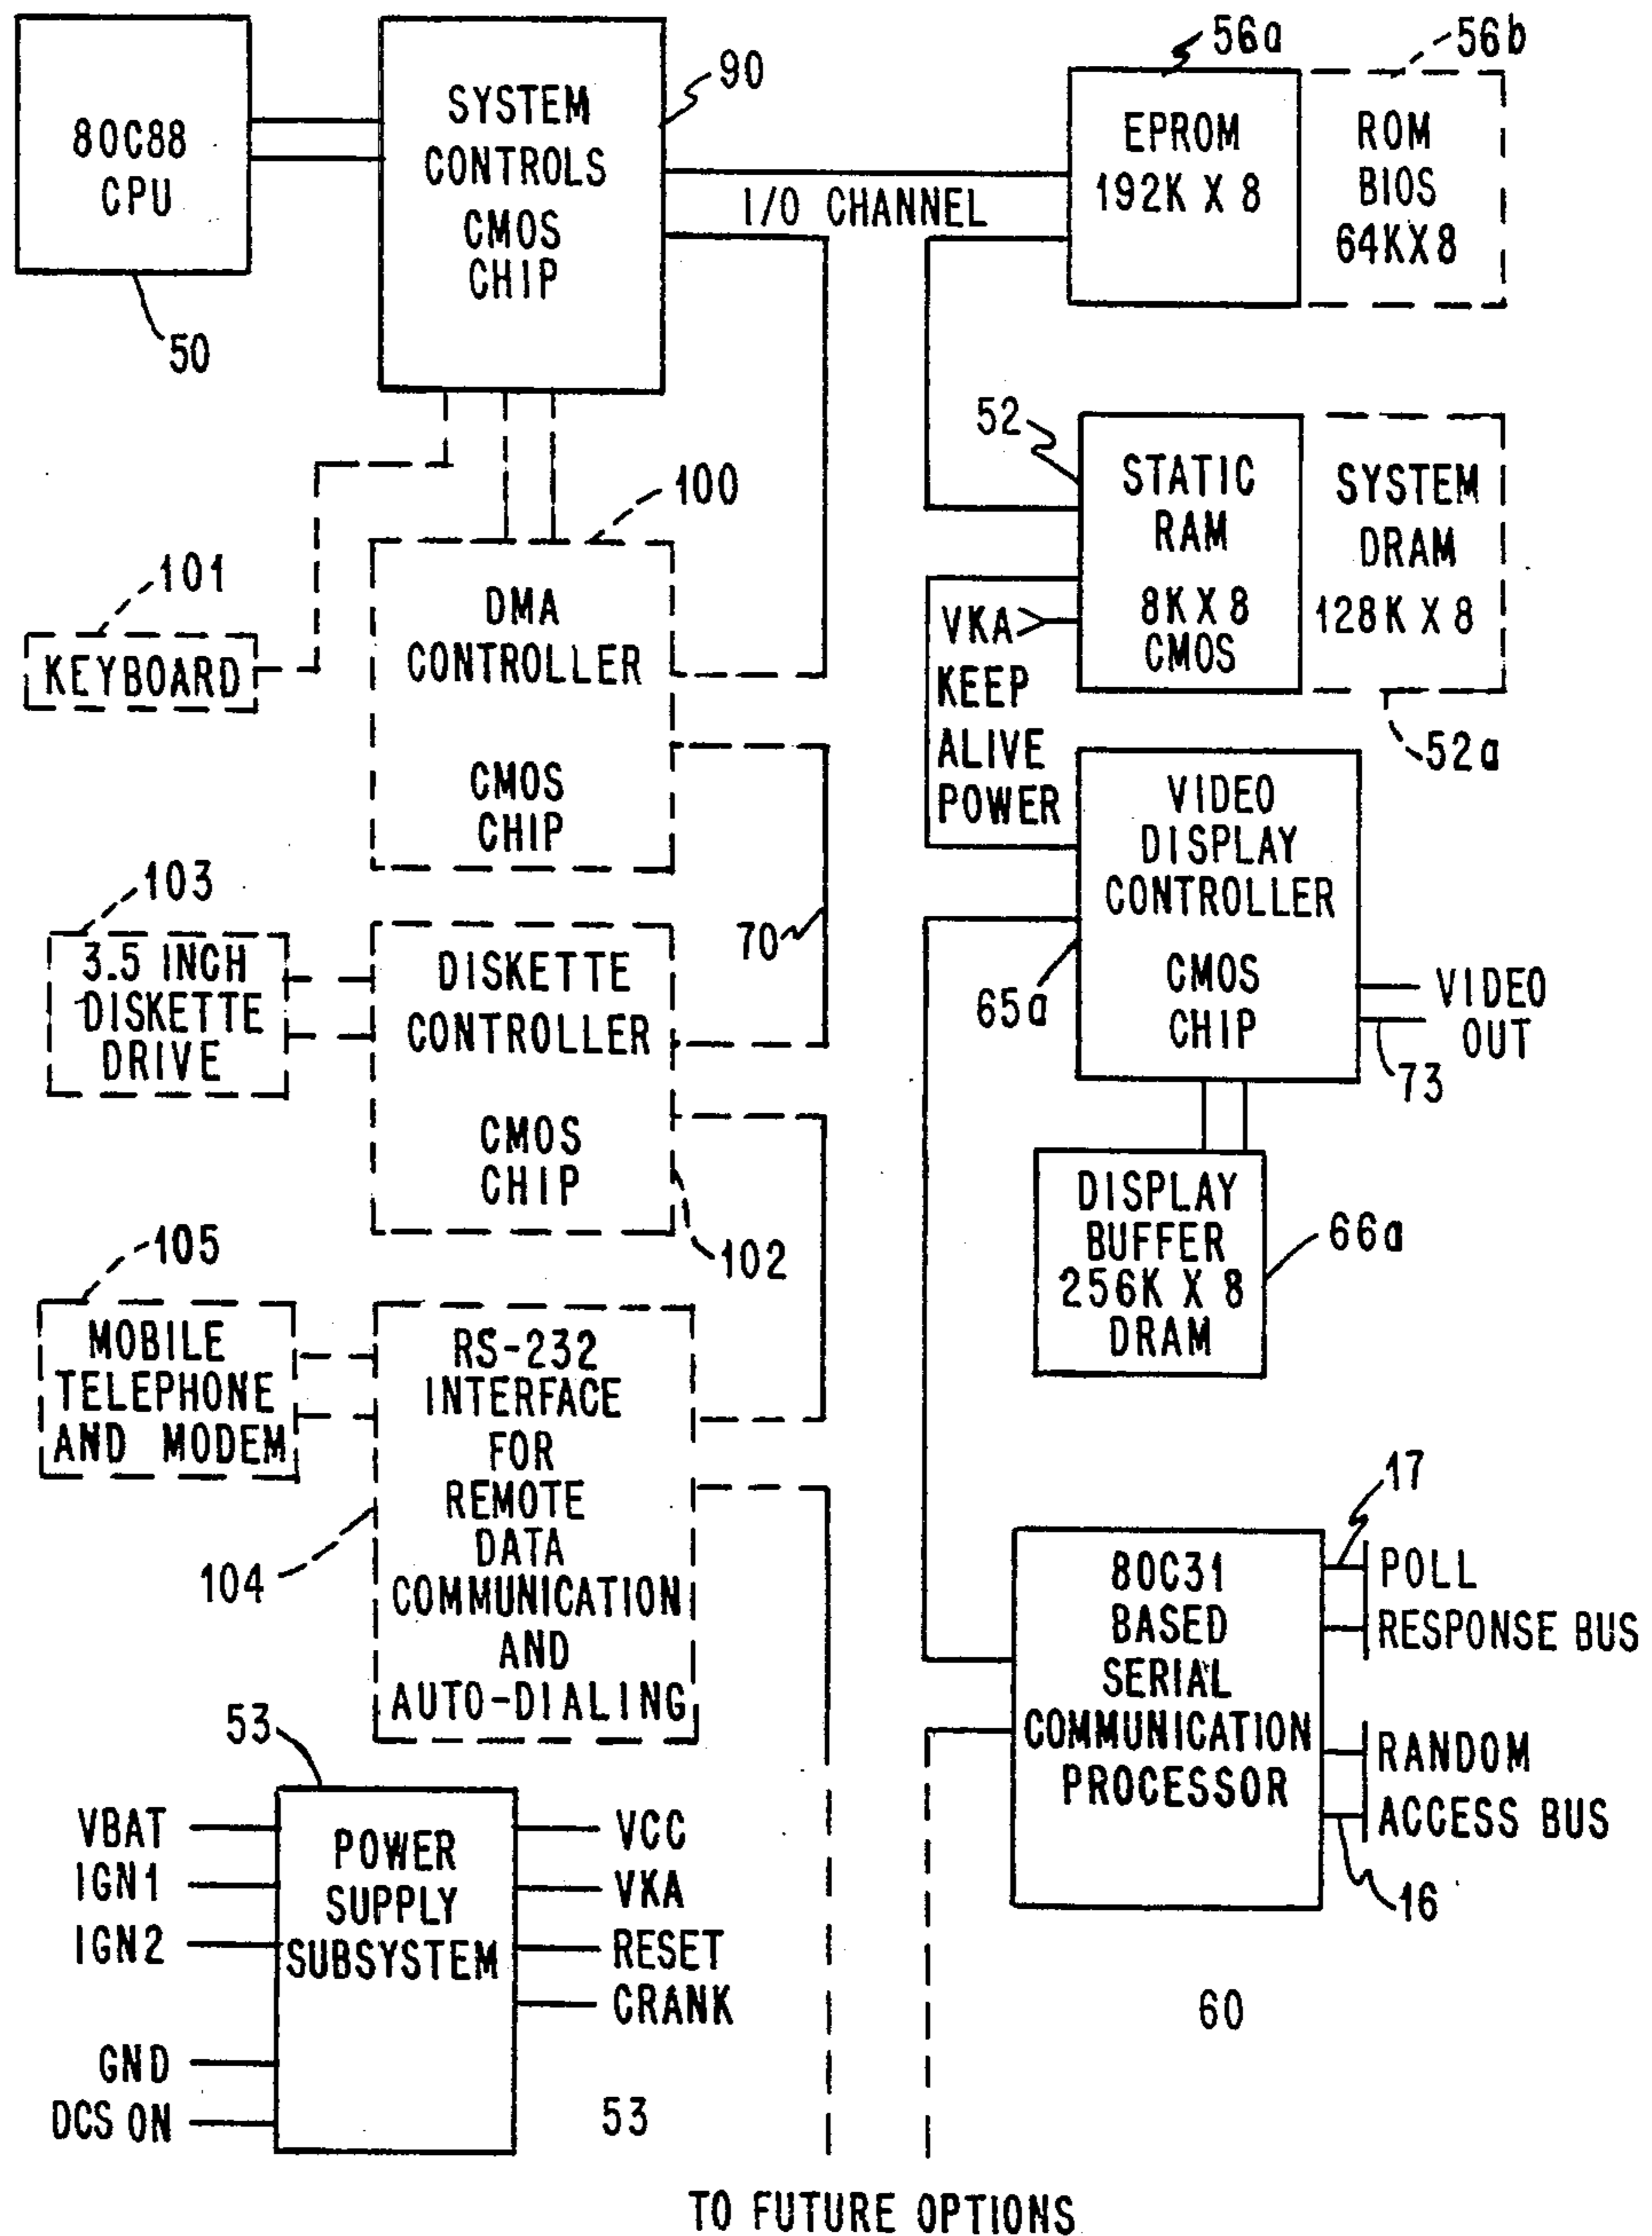 80C88
CPU
50
SYSTEM
CONTROLS
CMOS
CHIP
90
I/O CHANNEL
56a
EPROM
192K X 8
56b
ROM
BIOS
64KX8
52
STATIC
RAM
8K X 8
CMOS
SYSTEM
DRAM
128K X 8
52a
VKA
KEEP
ALIVE
POWER
100
DMA
CONTROLLER
CMOS
CHIP
101
KEYBOARD
70
VIDEO
DISPLAY
CONTROLLER
CMOS
CHIP
65a
VIDEO
OUT
73
103
3.5 INCH
DISKETTE
DRIVE
DISKETTE
CONTROLLER
CMOS
CHIP
102
DISPLAY
BUFFER
256K X 8
DRAM
66a
105
MOBILE
TELEPHONE
AND MODEM
RS-232
INTERFACE
FOR
REMOTE
DATA
COMMUNICATION
AND
AUTO-DIALING
104
80C31
BASED
SERIAL
COMMUNICATION
PROCESSOR
17
POLL
RESPONSE BUS
RANDOM
ACCESS BUS
16
60
53
POWER
SUPPLY
SUBSYSTEM
VBAT
IGN1
IGN2
GND
DCS ON
VCC
VKA
RESET
CRANK
53
TO FUTURE OPTIONS